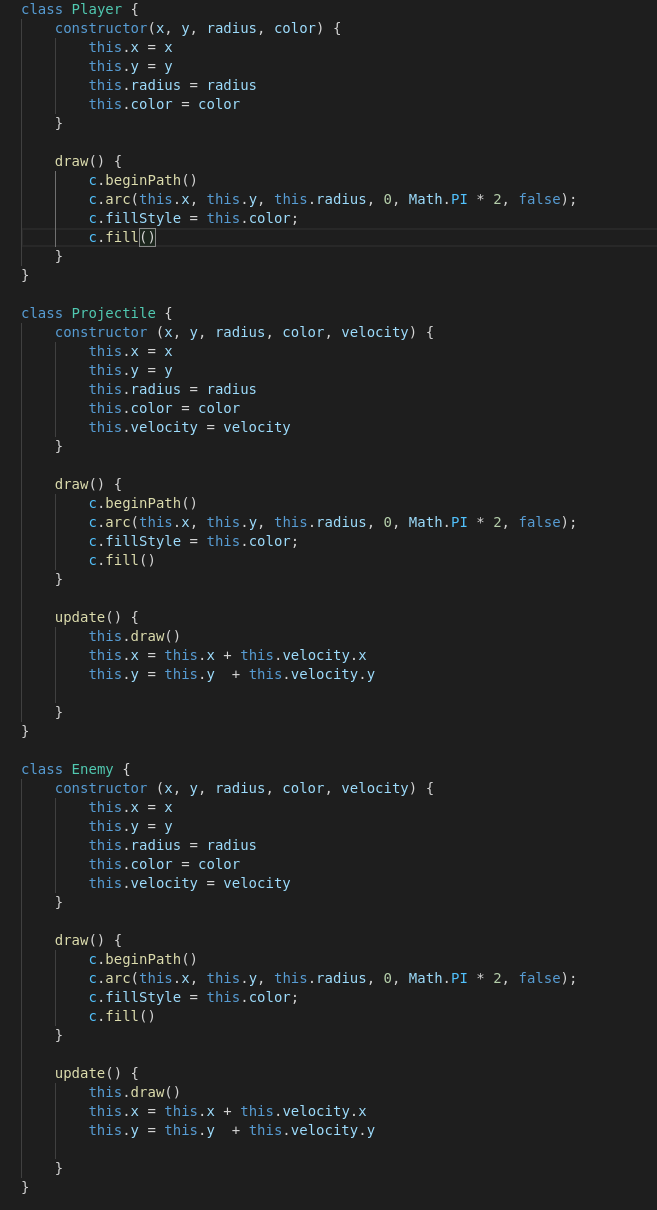 class Player {
    constructor(x, y, radius, color) {
        this.x = x
        this.y = y
        this.radius = radius
        this.color = color
    }
    draw() {
        c.beginPath()
        c.arc(this.x, this.y, this.radius, 0, Math.PI * 2, false);
        c.fillStyle = this.color;
        c.fill()
    }
}
class Projectile {
    constructor (x, y, radius, color, velocity) {
        this.x = x
        this.y = y
        this.radius = radius
        this.color = color
        this.velocity = velocity
    }
    draw() {
        c.beginPath()
        c.arc(this.x, this.y, this.radius, 0, Math.PI * 2, false);
        c.fillStyle = this.color;
        c.fill()
    }
    update() {
        this.draw()
        this.x = this.x + this.velocity.x
        this.y = this.y  + this.velocity.y
    }
}
class Enemy {
    constructor (x, y, radius, color, velocity) {
        this.x = x
        this.y = y
        this.radius = radius
        this.color = color
        this.velocity = velocity
    }
    draw() {
        c.beginPath()
        c.arc(this.x, this.y, this.radius, 0, Math.PI * 2, false);
        c.fillStyle = this.color;
        c.fill()
    }
    update() {
        this.draw()
        this.x = this.x + this.velocity.x
        this.y = this.y  + this.velocity.y
    }
}